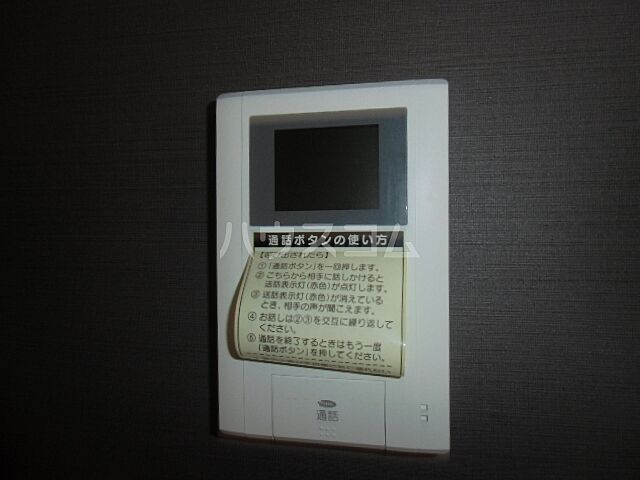 通話ボタンの使い方
【呼び出されたら】
①「通話ボタン」を一回押します。
②こちらから相手に話しかけると
送話表示灯(赤色)が点灯します。
③送話表示灯(赤色)が消えている
とき、相手の声が聞こえます。
④お話しは②③を交互に繰り返して
ください。
⑤通話を終了するときはもう一度
「通話ボタン」を押してください。
通話
ハウスコム